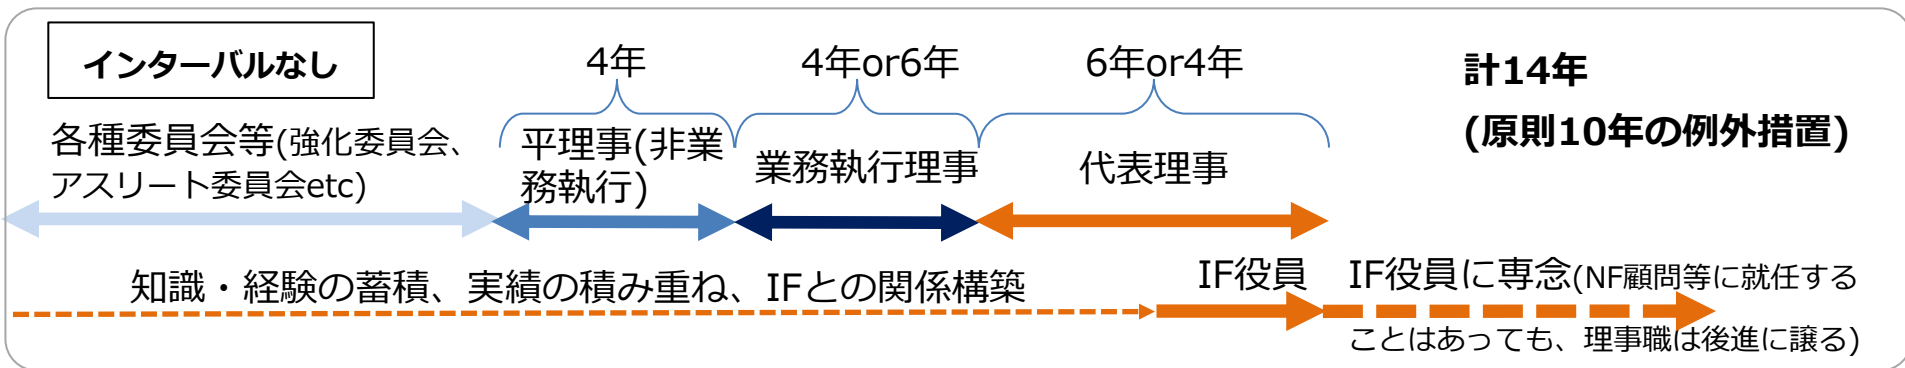 インターバルなし
4年
4年or6年
6年or4年
計14年
(原則10年の例外措置)
各種委員会等(強化委員会、
アスリート委員会etc)
平理事(非業
務執行)
業務執行理事
代表理事
知識・経験の蓄積、実績の積み重ね、IFとの関係構築
IF役員
IF役員に専念(NF顧問等に就任する
ことはあっても、理事職は後進に譲る)